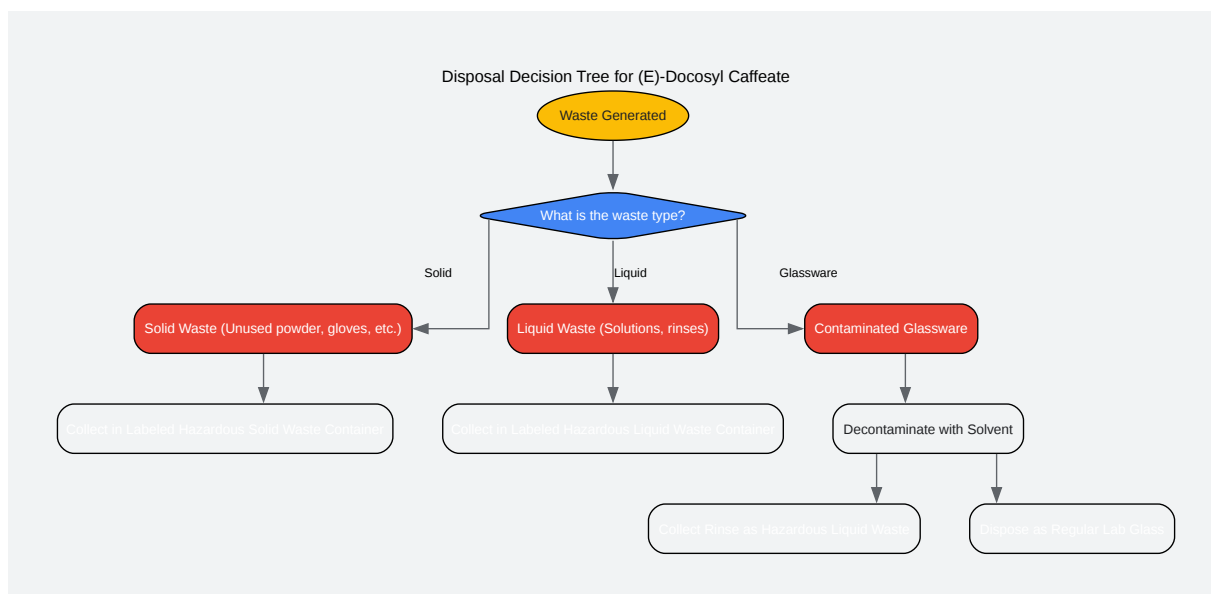 Disposal Decision Tree for (E)-Docosyl Caffeate
Waste Generated
What is the waste type?
Solid
Liquid
Glassware
Solid Waste (Unused powder, gloves, etc.)
Liquid Waste (Solutions, rinses)
Contaminated Glassware
Collect in Labeled Hazardous Solid Waste Container
Collect in Labeled Hazardous Liquid Waste Container
Decontaminate with Solvent
Collect Rinse as Hazardous Liquid Waste
Dispose as Regular Lab Glass